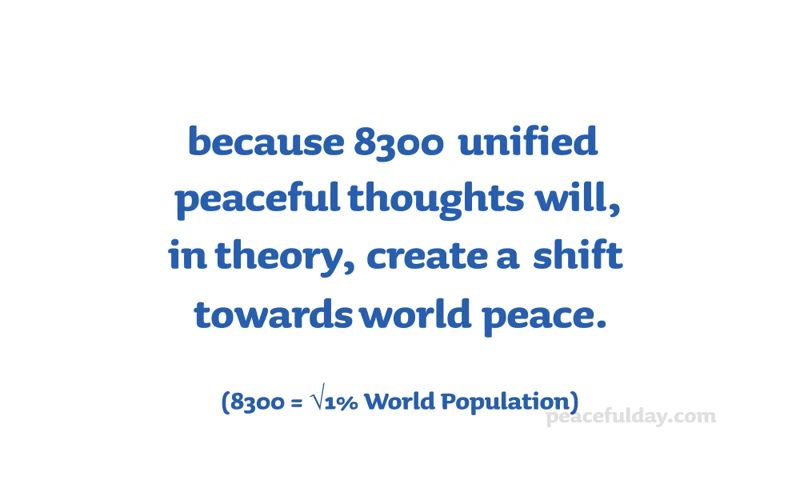 because 8300 unified
peaceful thoughts will,
in theory, create a shift
towards world peace.
(8300 = √1% World Population)
peacefulday.com